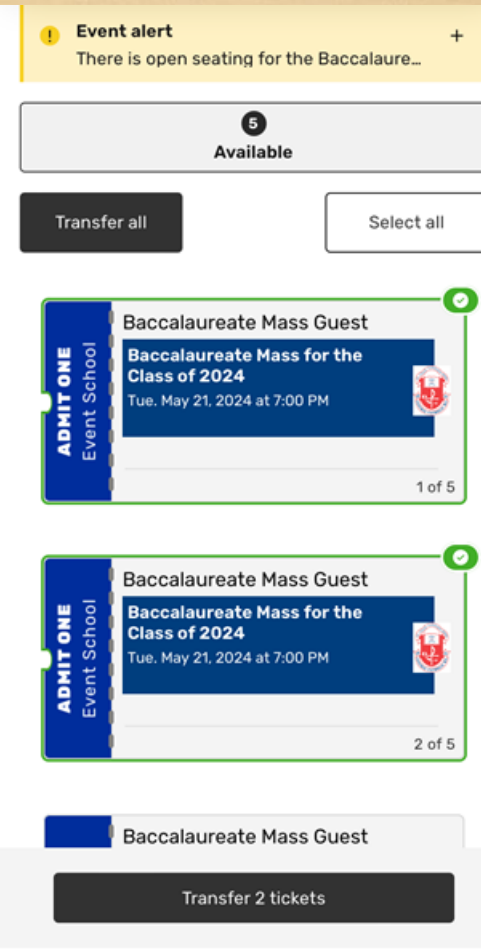 Event alert
There is open seating for the Baccalaure...
5
Available
Transfer all
Select all
ADMIT ONE
Event School
Baccalaureate Mass Guest
Baccalaureate Mass for the
Class of 2024
Tue. May 21, 2024 at 7:00 PM
1 of 5
ADMIT ONE
Event School
Baccalaureate Mass Guest
Baccalaureate Mass for the
Class of 2024
Tue. May 21, 2024 at 7:00 PM
2 of 5
Baccalaureate Mass Guest
Transfer 2 tickets